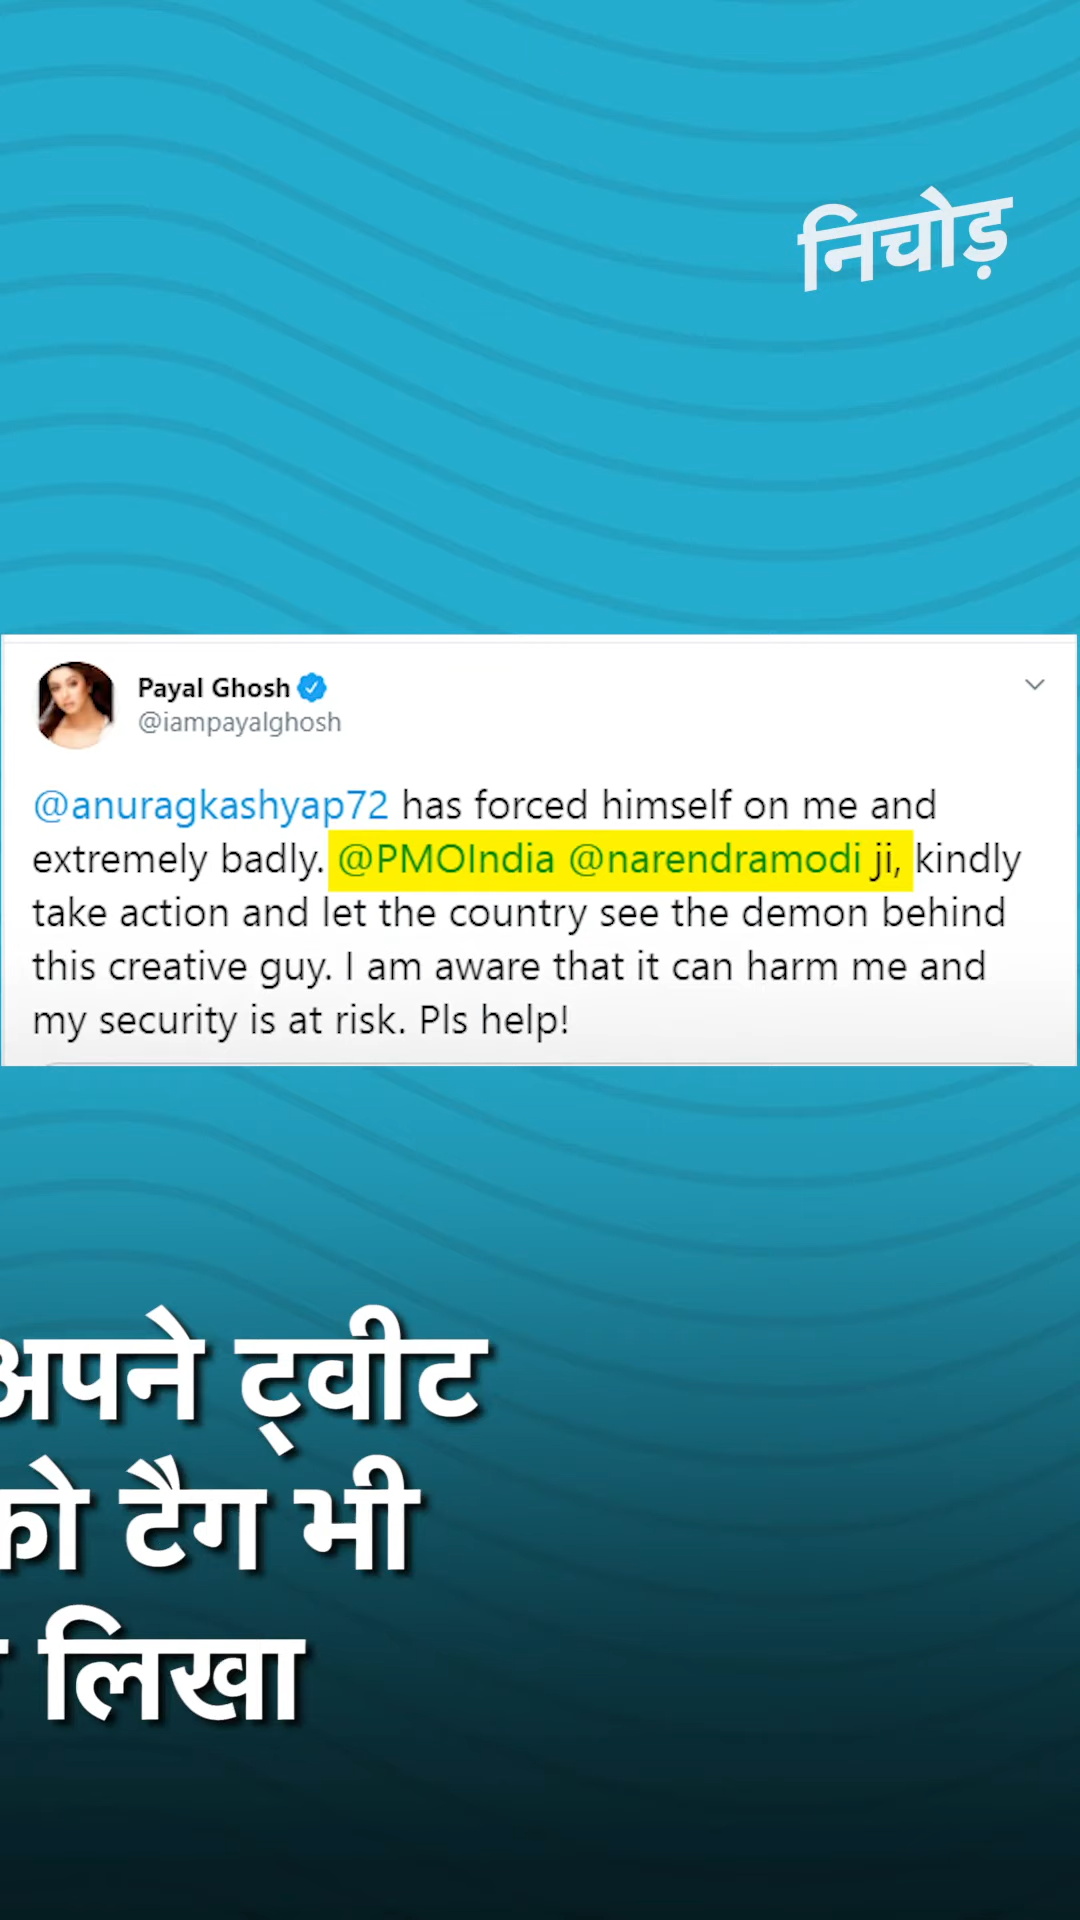 निचोड़
Payal Ghosh
@iampayalghosh
@anuragkashyap72 has forced himself on me and
extremely badly. @PMOIndia @narendramodi ji, kindly
take action and let the country see the demon behind
this creative guy. I am aware that it can harm me and
my security is at risk. Pls help!
अपने ट्वीट
को टैग भी
लिखा